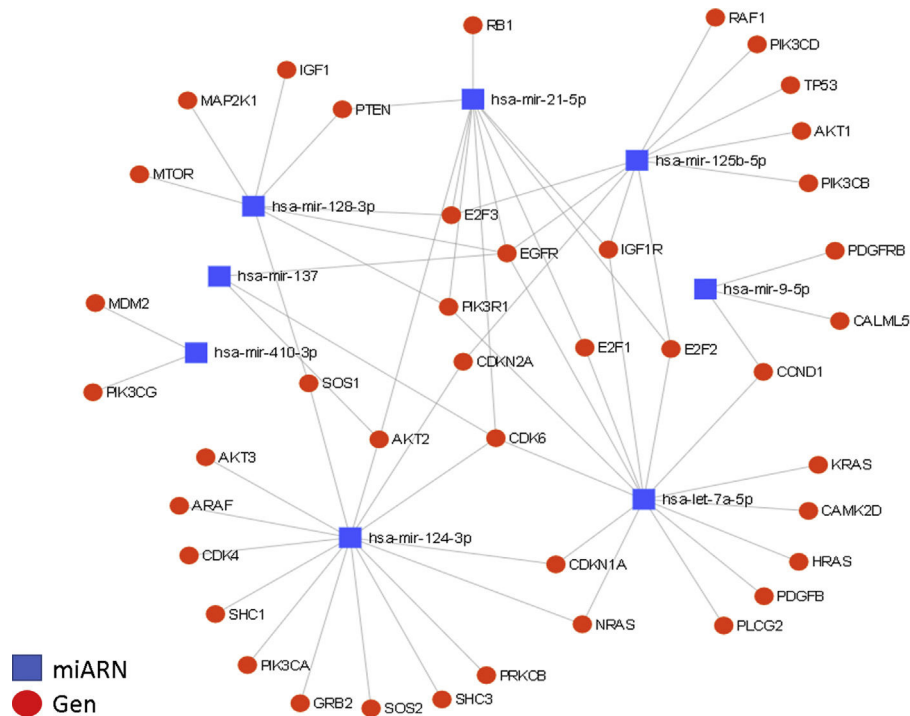 RB1
RAF1
PIK3CD
IGF1
TP53
MAP2K1
PTEN
hsa-mir-21-5p
AKT1
hsa-mir-125b-5p
MTOR
PIK3CB
hsa-mir-128-3p
E2F3
EGFR
IGF1R
PDGFRB
hsa-mir-137
hsa-mir-9-5p
MDM2
PIK3R1
CALML5
hsa-mir-410-3p
CDKN2A
E2F1
E2F2
CCND1
PIK3CG
SOS1
AKT2
CDK6
AKT3
KRAS
hsa-let-7a-5p
ARAF
CAMK2D
hsa-mir-124-3p
CDK4
CDKN1A
HRAS
PDGFB
SHC1
NRAS
PLCG2
PIK3CA
PRKCB
GRB2
SOS2
SHC3
miARN
Gen